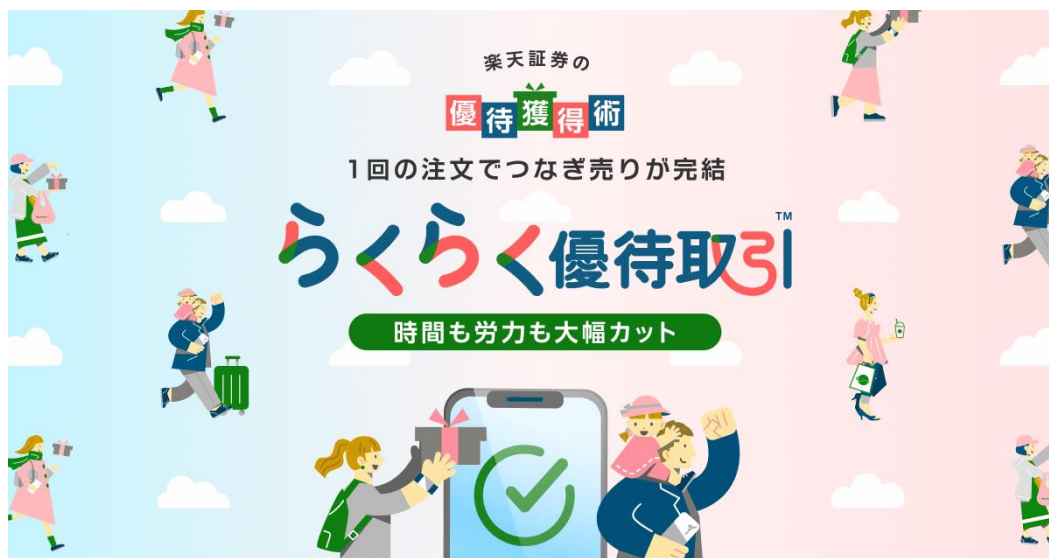 楽天証券の
優待獲得術
1回の注文でつなぎ売りが完結
らくらく優待取引™
時間も労力も大幅カット